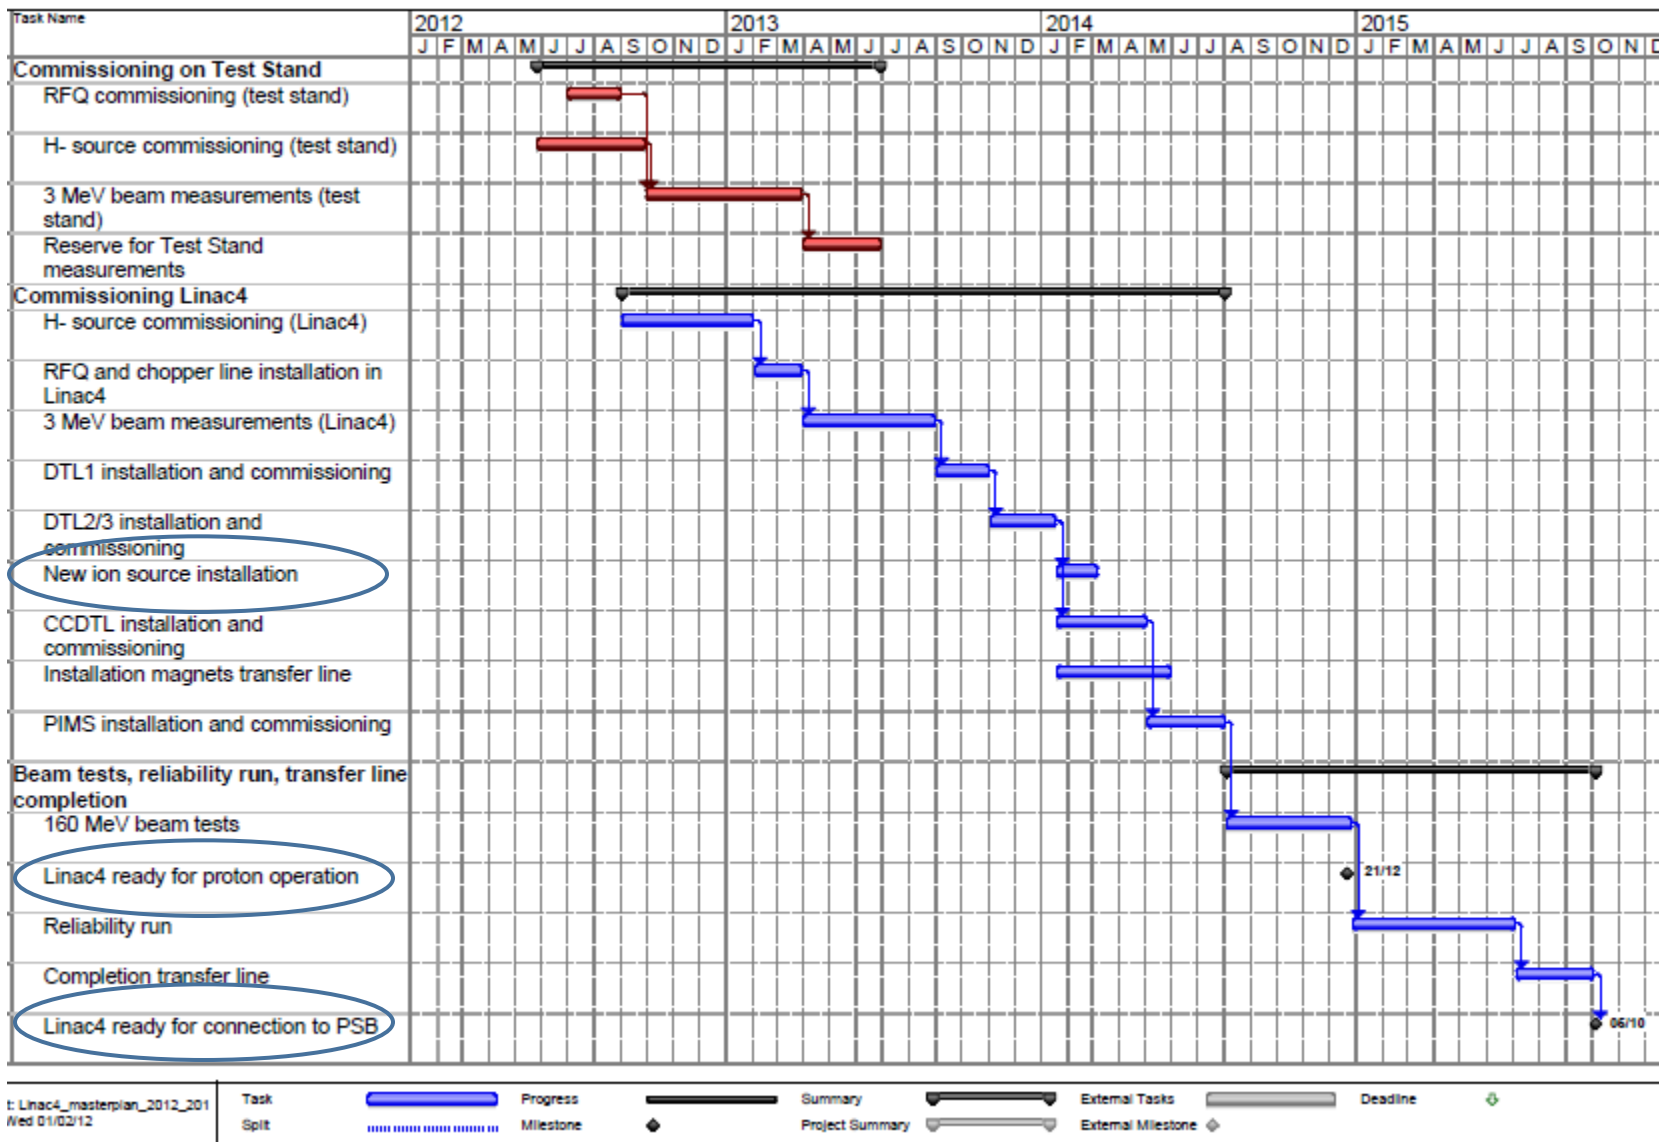 Task Name
2012 2013 2014 2015
J F M A M J J A S O N D J F M A M J J A S O N D J F M A M J J A S O N D J F M A M J J A S O N D
Commissioning on Test Stand
RFQ commissioning (test stand)
H- source commissioning (test stand)
3 MeV beam measurements (test
stand)
Reserve for Test Stand
measurements
Commissioning Linac4
H- source commissioning (Linac4)
RFQ and chopper line installation in
Linac4
3 MeV beam measurements (Linac4)
DTL1 installation and commissioning
DTL2/3 installation and
commissioning
New ion source installation
CCDTL installation and
commissioning
Installation magnets transfer line
PIMS installation and commissioning
Beam tests, reliability run, transfer line
completion
160 MeV beam tests
Linac4 ready for proton operation
21/12
Reliability run
Completion transfer line
Linac4 ready for connection to PSB
06/10
t: Linac4_masterplan_2012_201
Wed 01/02/12
Task Progress Summary External Tasks Deadline
Split Milestone Project Summary External Milestone